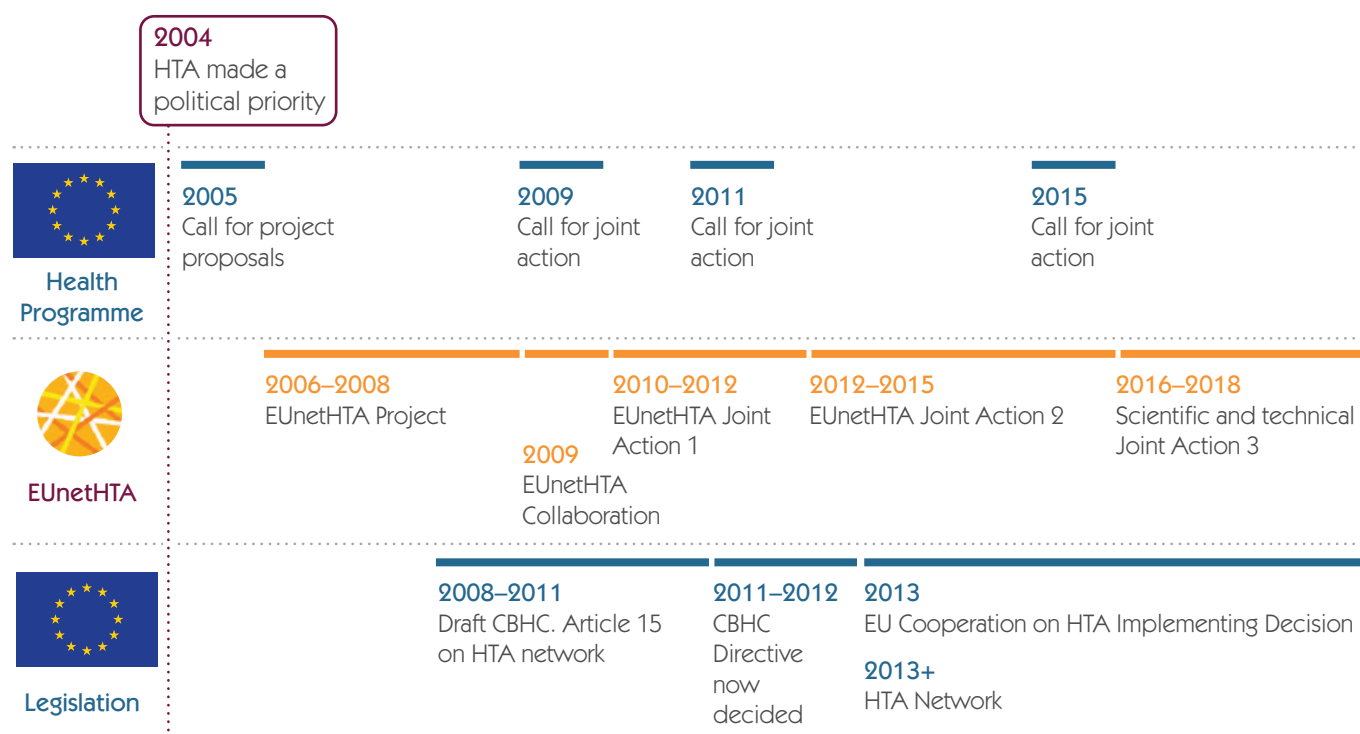 2004
HTA made a
political priority
Health
Programme
2005
Call for project
proposals
2009
Call for joint
action
2011
Call for joint
action
2015
Call for joint
action
EUnetHTA
2006–2008
EUnetHTA Project
2009
EUnetHTA
Collaboration
2010–2012
EUnetHTA Joint
Action 1
2012–2015
EUnetHTA Joint Action 2
2016–2018
Scientific and technical
Joint Action 3
Legislation
2008–2011
Draft CBHC. Article 15
on HTA network
2011–2012
CBHC
Directive
now
decided
2013
EU Cooperation on HTA Implementing Decision
2013+
HTA Network